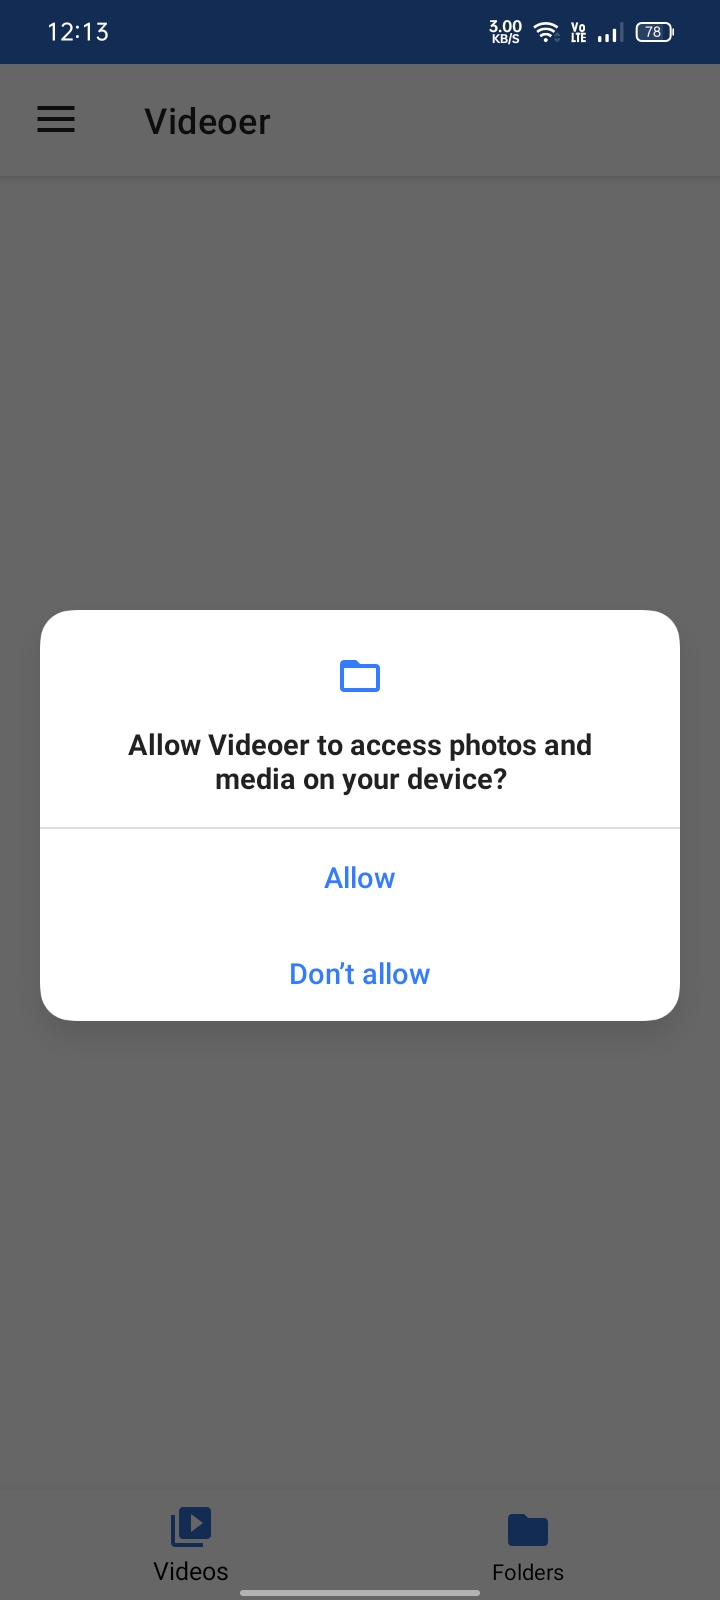 12:13
3.00
KB/S
Vo
LTE
78
Videoer
Allow Videoer to access photos and
media on your device?
Allow
Don’t allow
Videos
Folders